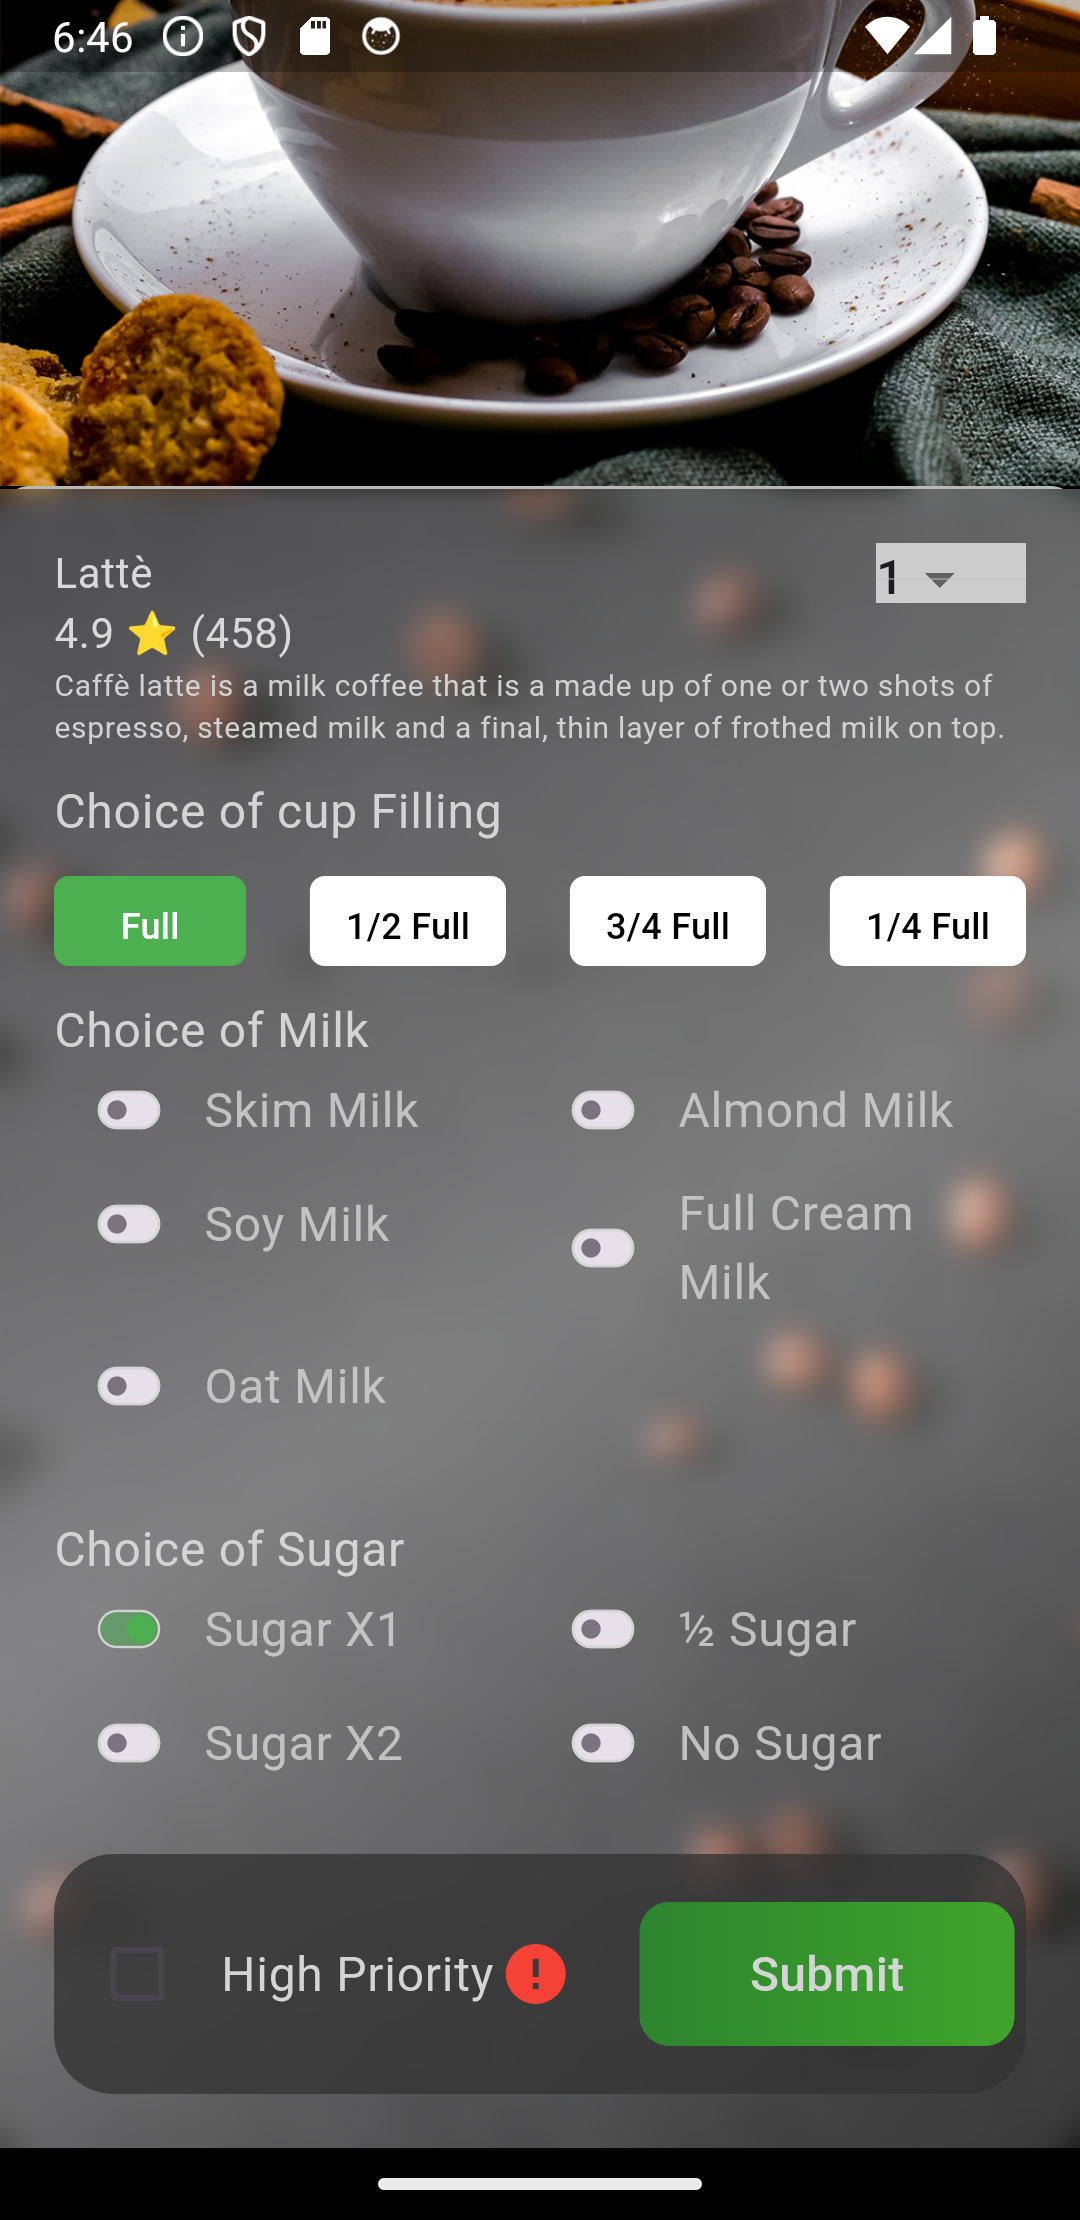 6:46
Lattè
1
4.9 ⭐ (458)
Caffè latte is a milk coffee that is a made up of one or two shots of
espresso, steamed milk and a final, thin layer of frothed milk on top.
Choice of cup Filling
Full
1/2 Full
3/4 Full
1/4 Full
Choice of Milk
Skim Milk
Almond Milk
Soy Milk
Full Cream
Milk
Oat Milk
Choice of Sugar
Sugar X1
½ Sugar
Sugar X2
No Sugar
High Priority
Submit